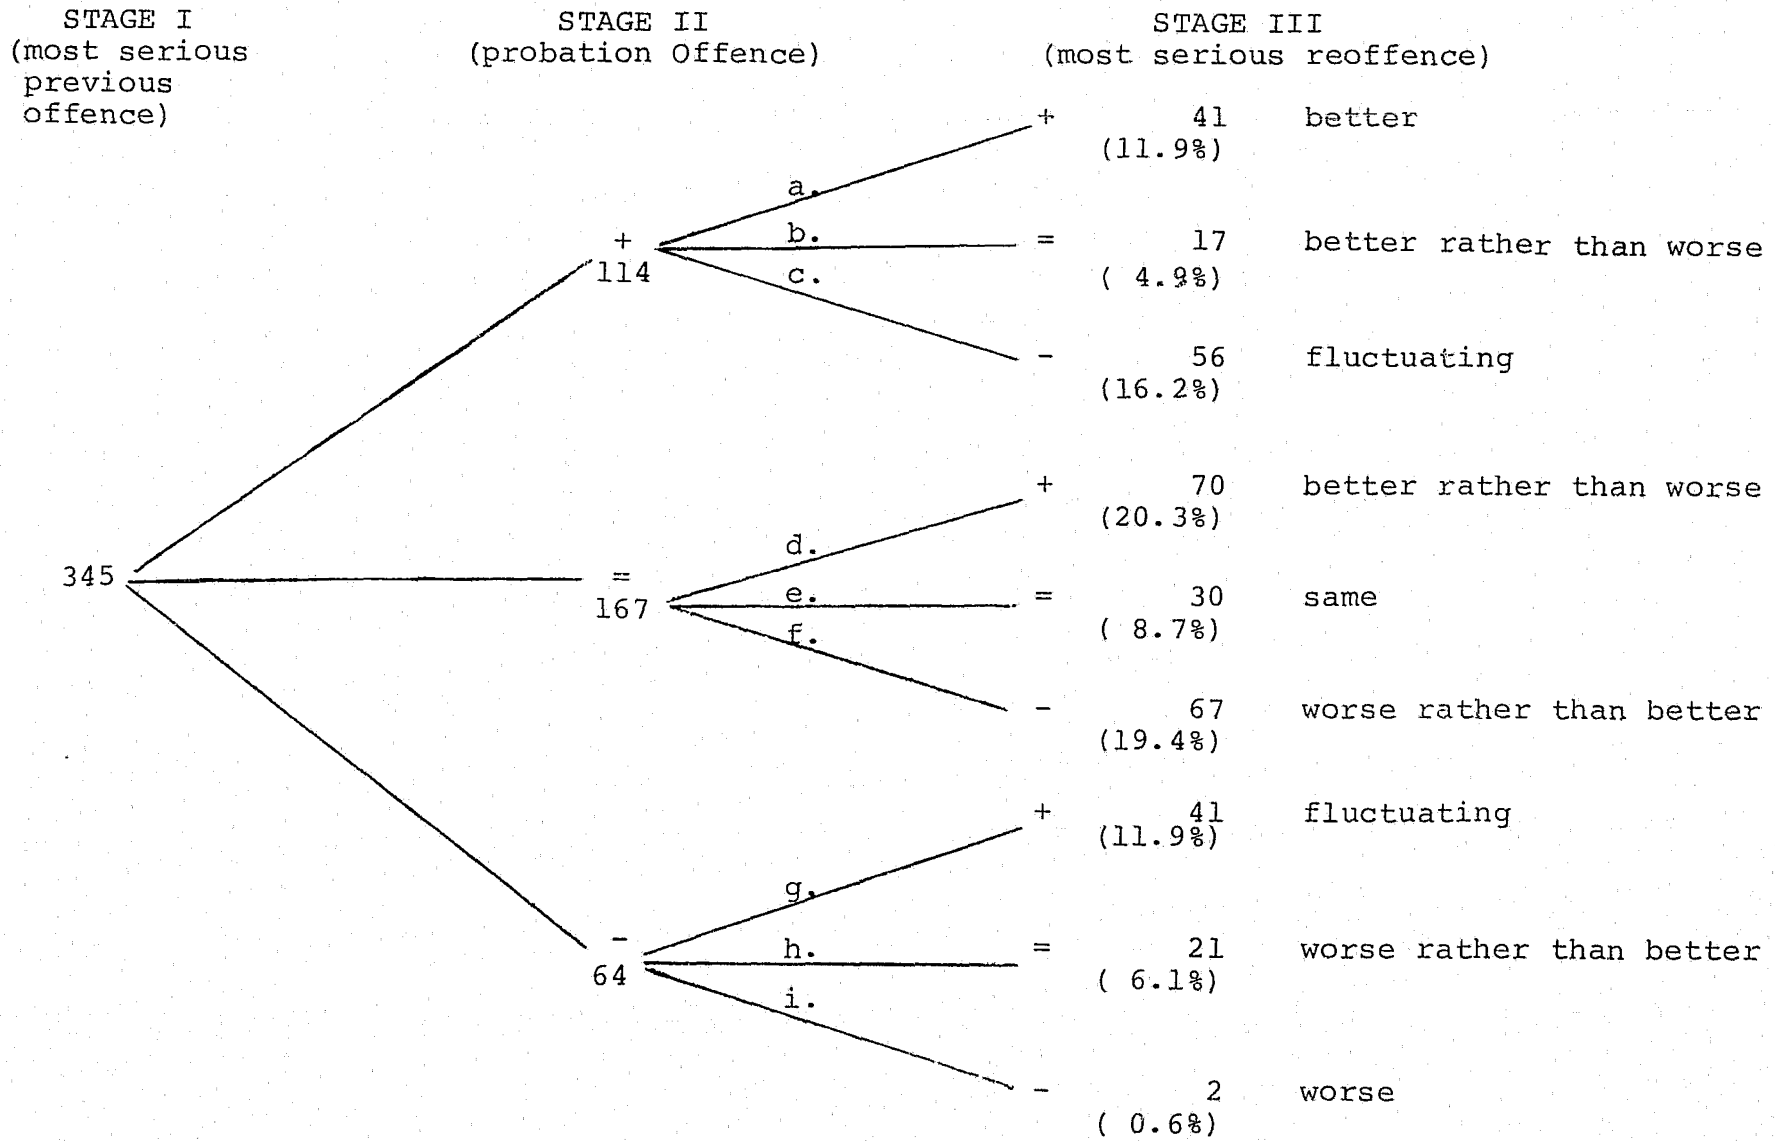 STAGE I STAGE II STAGE III
(most serious (probation Offence) (most serious reoffence)
previous
offence)
+ 41 better
(11.9%)
a.
+ b. = 17 better rather than worse
114 c. ( 4.9%)
- 56 fluctuating
(16.2%)
+ 70 better rather than worse
(20.3%)
d.
345 = e. = 30 same
167 f. ( 8.7%)
- 67 worse rather than better
(19.4%)
+ 41 fluctuating
(11.9%)
g.
- h. = 21 worse rather than better
64 i. ( 6.1%)
- 2 worse
( 0.6%)